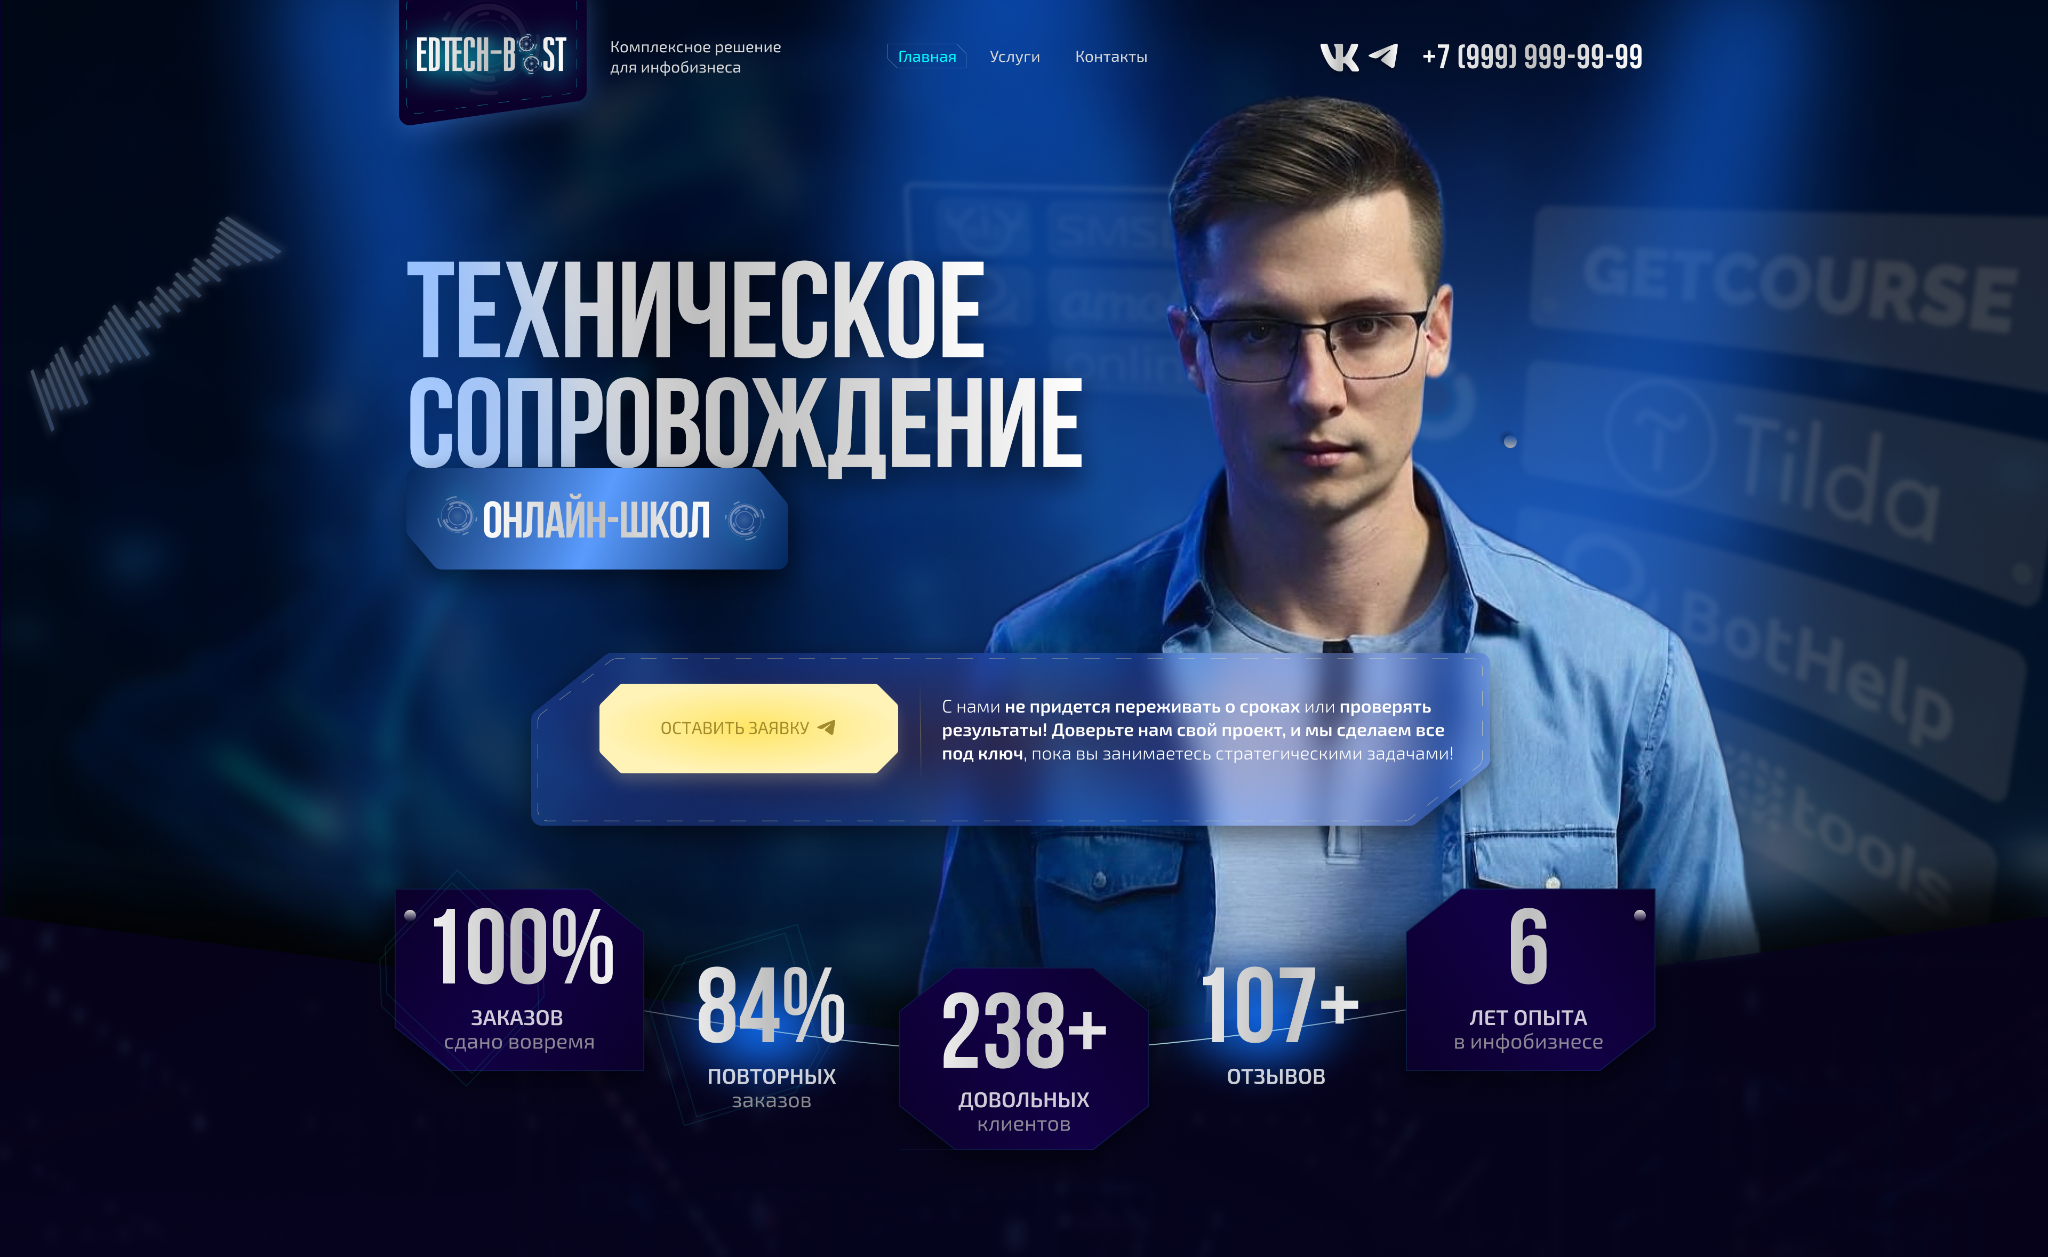 EDTECH-BOOST
Комплексное решение
для инфобизнеса
Главная
Услуги
Контакты
+7 (999) 999-99-99
ТЕХНИЧЕСКОЕ
СОПРОВОЖДЕНИЕ
ОНЛАЙН-ШКОЛ
GETCOURSE
Tilda
BotHelp
tools
ОСТАВИТЬ ЗАЯВКУ
С нами не придется переживать о сроках или проверять
результаты! Доверьте нам свой проект, и мы сделаем все
под ключ, пока вы занимаетесь стратегическими задачами!
100%
ЗАКАЗОВ
сдано вовремя
84%
ПОВТОРНЫХ
заказов
238+
ДОВОЛЬНЫХ
клиентов
107+
ОТЗЫВОВ
6
ЛЕТ ОПЫТА
в инфобизнесе